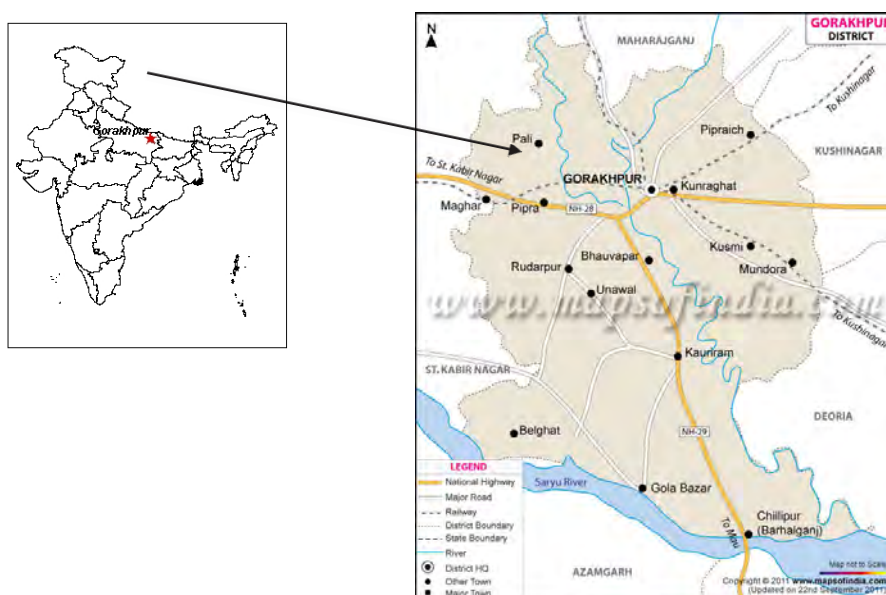 Gorakhpur
N
GORAKHPUR
DISTRICT
MAHARAJGANJ
To Kushinagar
Pali
Pipraich
KUSHINAGAR
To St. Kabir Nagar
GORAKHPUR
Kunraghat
Maghar
Pipra
NH-28
Kusmi
Bhauvapar
Rudarpur
Mundora
Unawal
www.mapsofindia.com
To Kushinagar
Kauriram
ST. KABIR NAGAR
DEORIA
Belghat
NH-29
LEGEND
National Highway
Major Road
Railway
District Boundary
State Boundary
River
District HQ
Other Town
Major Town
Saryu River
Gola Bazar
Chillipur
(Barhalganj)
To Mau
AZAMGARH
Map not to Scale
Copyright © 2011 www.mapsofindia.com
(Updated on 22nd September 2011)